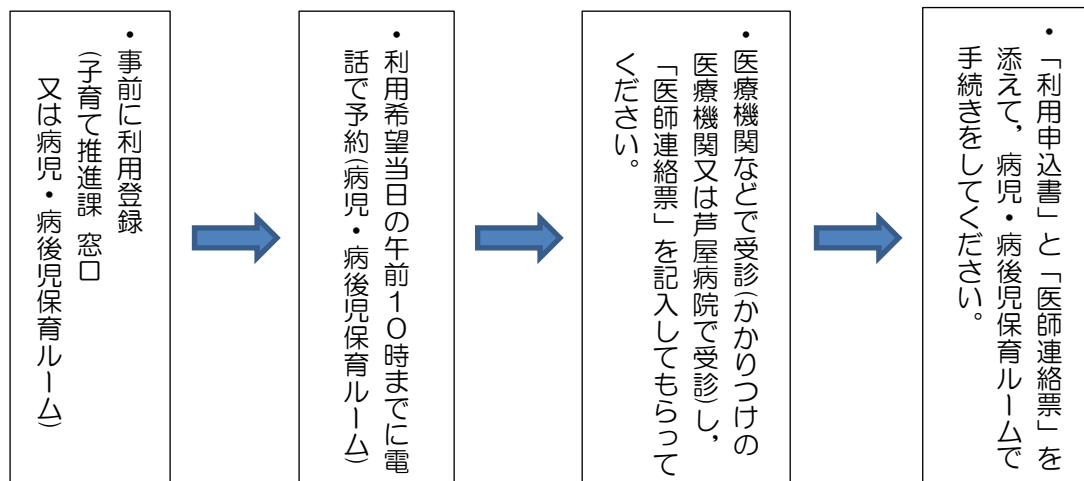 ・事前に利用登録
(子育て推進課 窓口
又は病児・病後児保育ルーム)
・利用希望当日の午前10時までに電
話で予約(病児・病後児保育ルーム)
・医療機関などで受診(かかりつけの
医療機関又は芦屋病院で受診)し,
「医師連絡票」を記入してもらって
ください。
・「利用申込書」と「医師連絡票」を
添えて,病児・病後児保育ルームで
手続きをしてください。